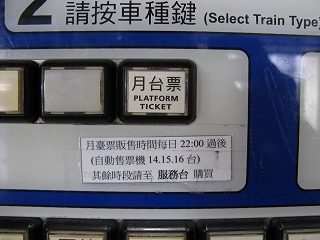 2 請按車種鍵 (Select Train Type)
月台票
PLATFORM
TICKET
月臺票販售時間每日 22:00 過後
(自動售票機 14.15.16 台)
其餘時段請至 服務台 購買